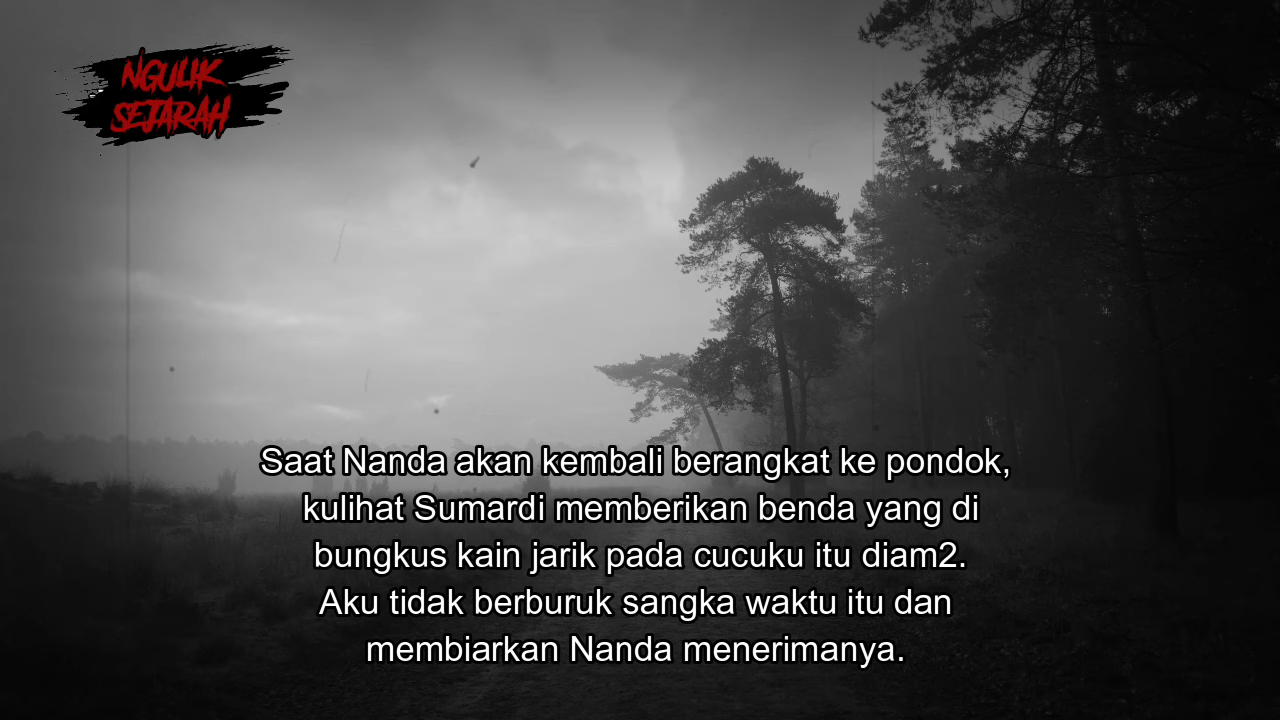 NGULIK
SEJARAH
Saat Nanda akan kembali berangkat ke pondok,
kulihat Sumardi memberikan benda yang di
bungkus kain jarik pada cucuku itu diam2.
Aku tidak berburuk sangka waktu itu dan
membiarkan Nanda menerimanya.